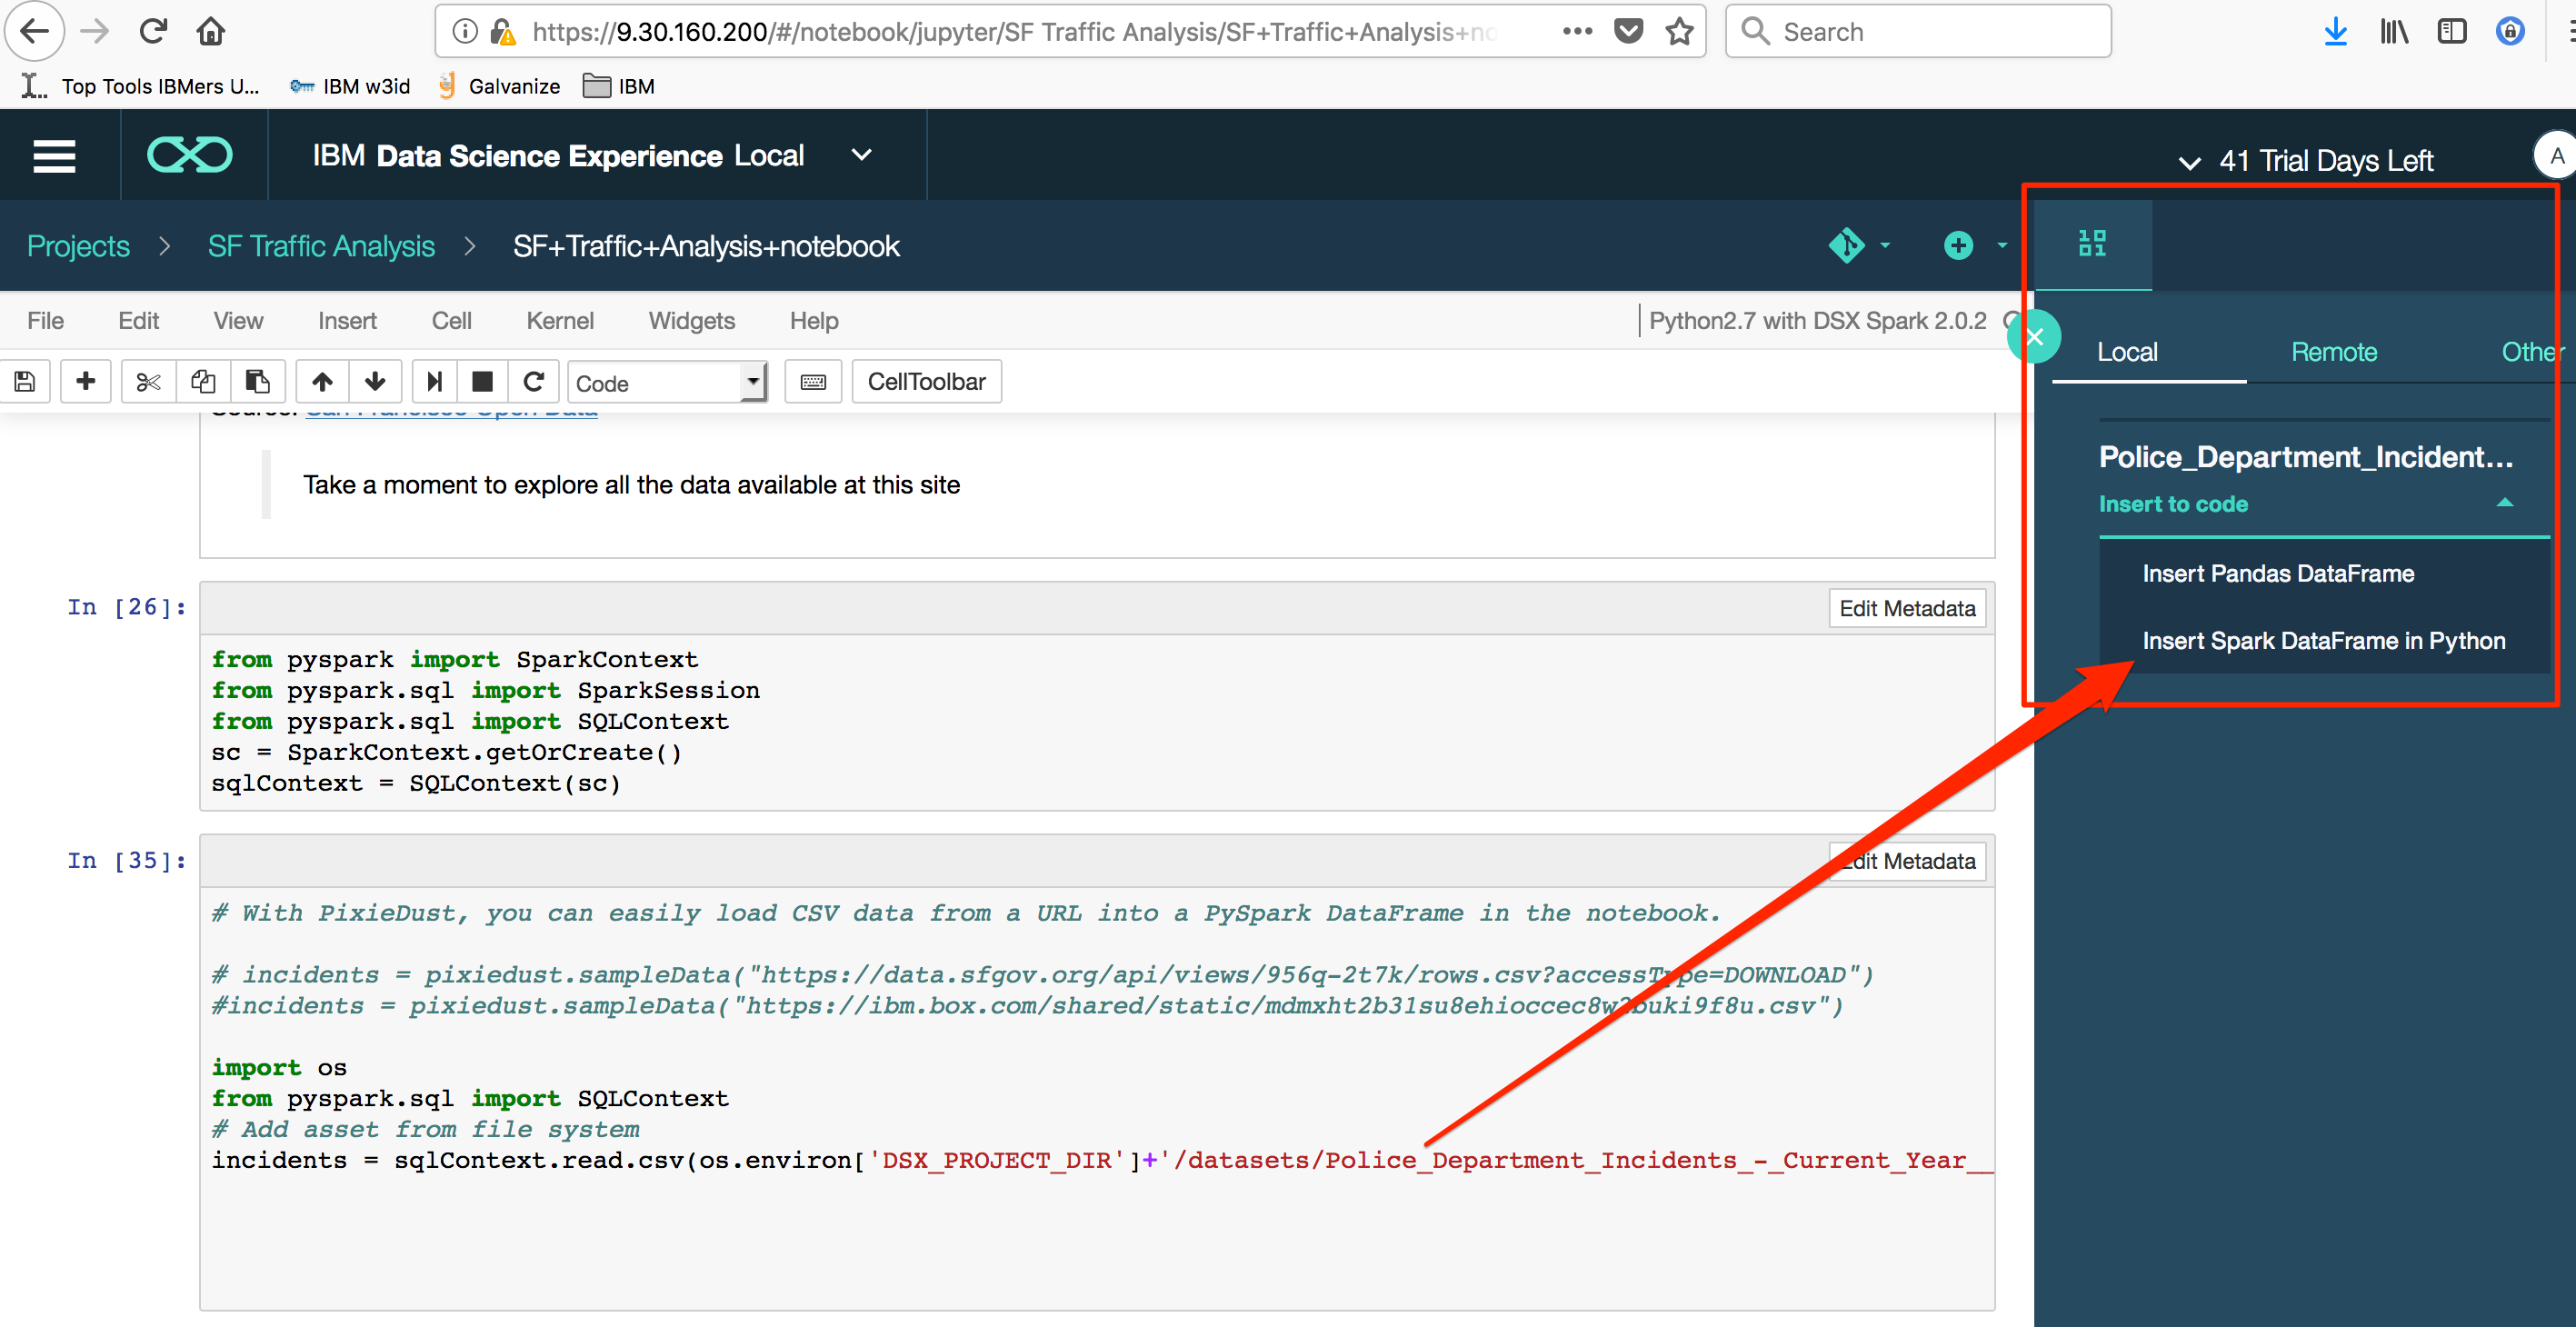 https://9.30.160.200/#/notebook/jupyter/SF Traffic Analysis/SF+Traffic+Analysis+no
Search
Top Tools IBMers U...
IBM w3id
Galvanize
IBM
IBM Data Science Experience Local
41 Trial Days Left
A
Projects > SF Traffic Analysis > SF+Traffic+Analysis+notebook
File Edit View Insert Cell Kernel Widgets Help
Python2.7 with DSX Spark 2.0.2
Code
CellToolbar
Local Remote Other
Source: San Francisco Open Data
Take a moment to explore all the data available at this site
Police_Department_Incident...
Insert to code
Insert Pandas DataFrame
Insert Spark DataFrame in Python
In [26]:
Edit Metadata
from pyspark import SparkContext
from pyspark.sql import SparkSession
from pyspark.sql import SQLContext
sc = SparkContext.getOrCreate()
sqlContext = SQLContext(sc)
In [35]:
Edit Metadata
# With PixieDust, you can easily load CSV data from a URL into a PySpark DataFrame in the notebook.
# incidents = pixiedust.sampleData("https://data.sfgov.org/api/views/956q-2t7k/rows.csv?accessType=DOWNLOAD")
#incidents = pixiedust.sampleData("https://ibm.box.com/shared/static/
import os
from pyspark.sql import SQLContext
# Add asset from file system
incidents = sqlContext.read.csv(os.environ['DSX_PROJECT_DIR']+'/datasets/Police_Department_Incidents_-_Current_Year__